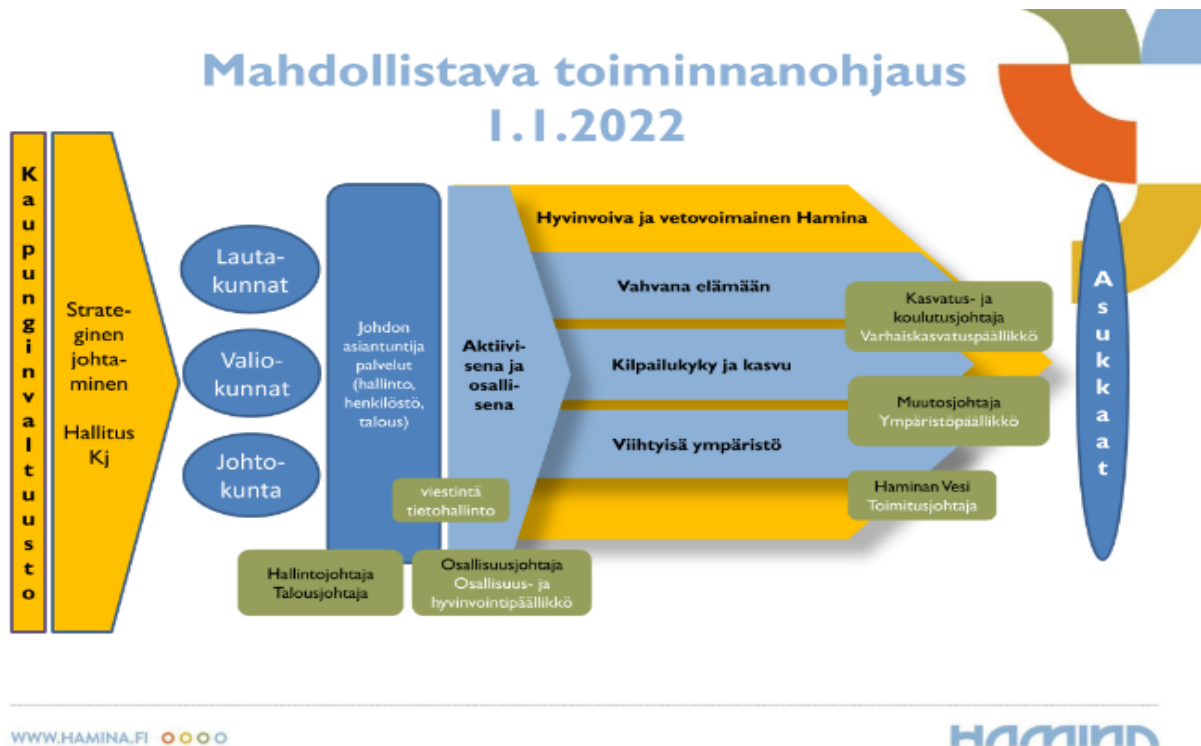 Mahdollistava toiminnanohjaus
1.1.2022
Kaupunginvaltuusto
Strate-
ginen
johta-
minen
Hallitus
Kj
Lauta-
kunnat
Valio-
kunnat
Johto-
kunta
Johdon
asiantuntija
palvelut
(hallinto,
henkilöstö,
talous)
Hallintojohtaja
Talousjohtaja
Aktiivi-
sena ja
osalli-
sena
viestintä
tietohallinto
Osallisuusjohtaja
Osallisuus- ja
hyvinvointipäällikkö
Hyvinvoiva ja vetovoimainen Hamina
Vahvana elämään
Kilpailukyky ja kasvu
Viihtyisä ympäristö
Kasvatus- ja
koulutusjohtaja
Varhaiskasvatuspäällikkö
Muutosjohtaja
Ympäristöpäällikkö
Haminan Vesi
Toimitusjohtaja
Asukkaat
WWW.HAMINA.FI
HAMINA